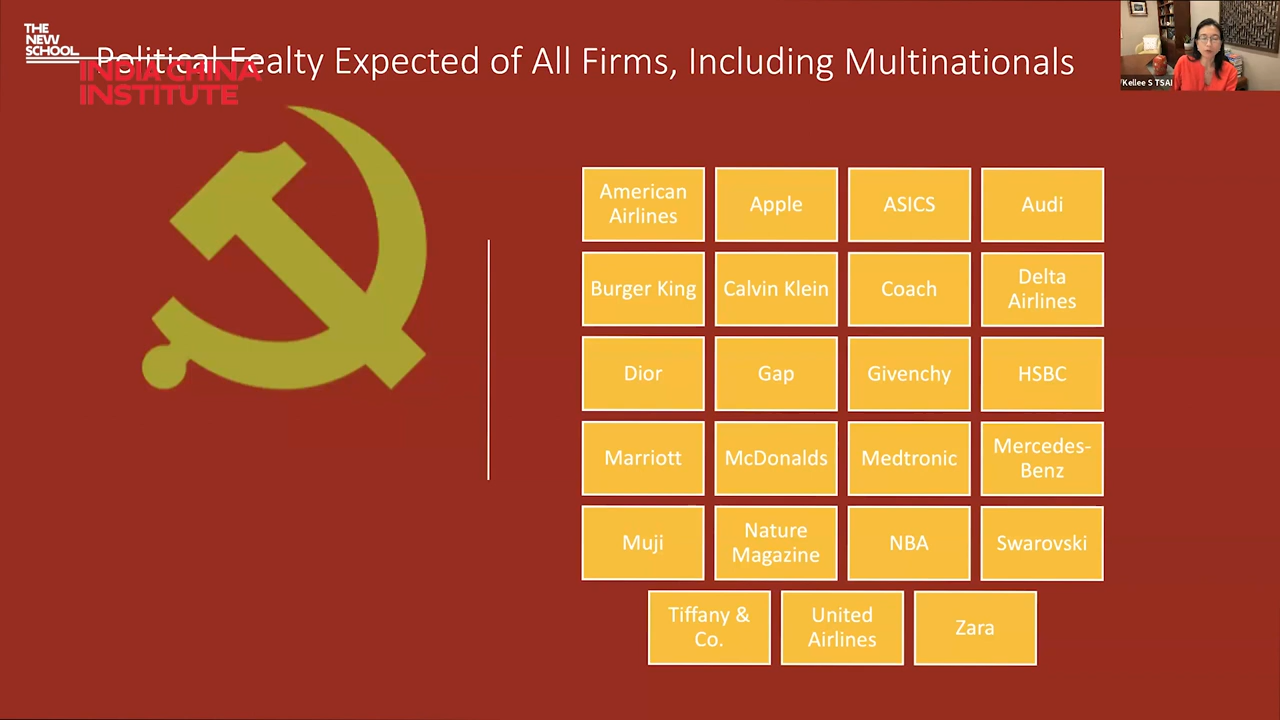 THE
NEW
SCHOOL
INDIA CHINA
INSTITUTE
Political Fealty Expected of All Firms, Including Multinationals
Kellee S TSAI
American
Airlines
Apple
ASICS
Audi
Burger King
Calvin Klein
Coach
Delta
Airlines
Dior
Gap
Givenchy
HSBC
Marriott
McDonalds
Medtronic
Mercedes-
Benz
Muji
Nature
Magazine
NBA
Swarovski
Tiffany &
Co.
United
Airlines
Zara